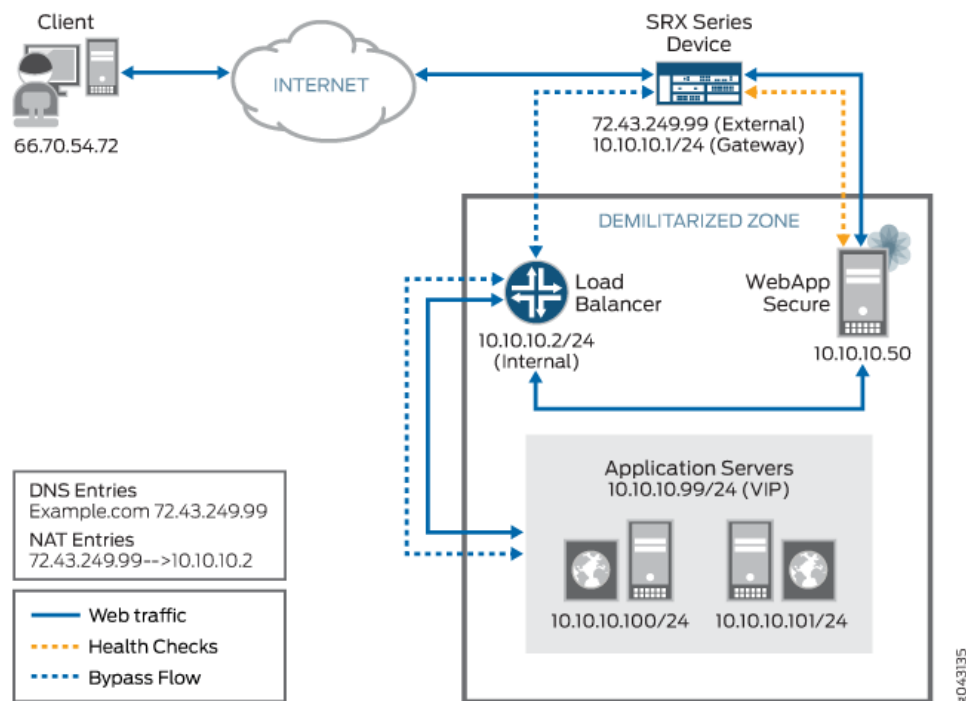 Client
66.70.54.72
INTERNET
SRX Series
Device
72.43.249.99 (External)
10.10.10.1/24 (Gateway)
DEMILITARIZED ZONE
Load
Balancer
10.10.10.2/24
(Internal)
WebApp
Secure
10.10.10.50
Application Servers
10.10.10.99/24 (VIP)
10.10.10.100/24
10.10.10.101/24
DNS Entries
Example.com 72.43.249.99
NAT Entries
72.43.249.99-->10.10.10.2
Web traffic
Health Checks
Bypass Flow
g043135